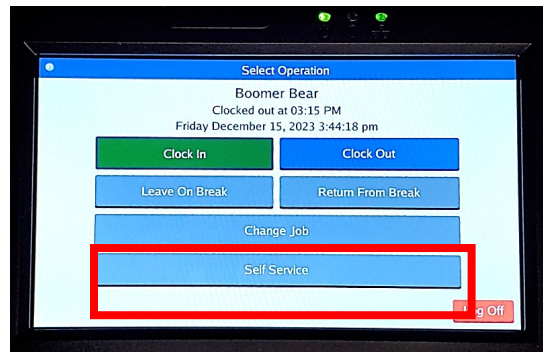 Select Operation
Boomer Bear
Clocked out at 03:15 PM
Friday December 15, 2023 3:44:18 pm
Clock In Clock Out
Leave On Break Return From Break
Change Job
Self Service
Log Off